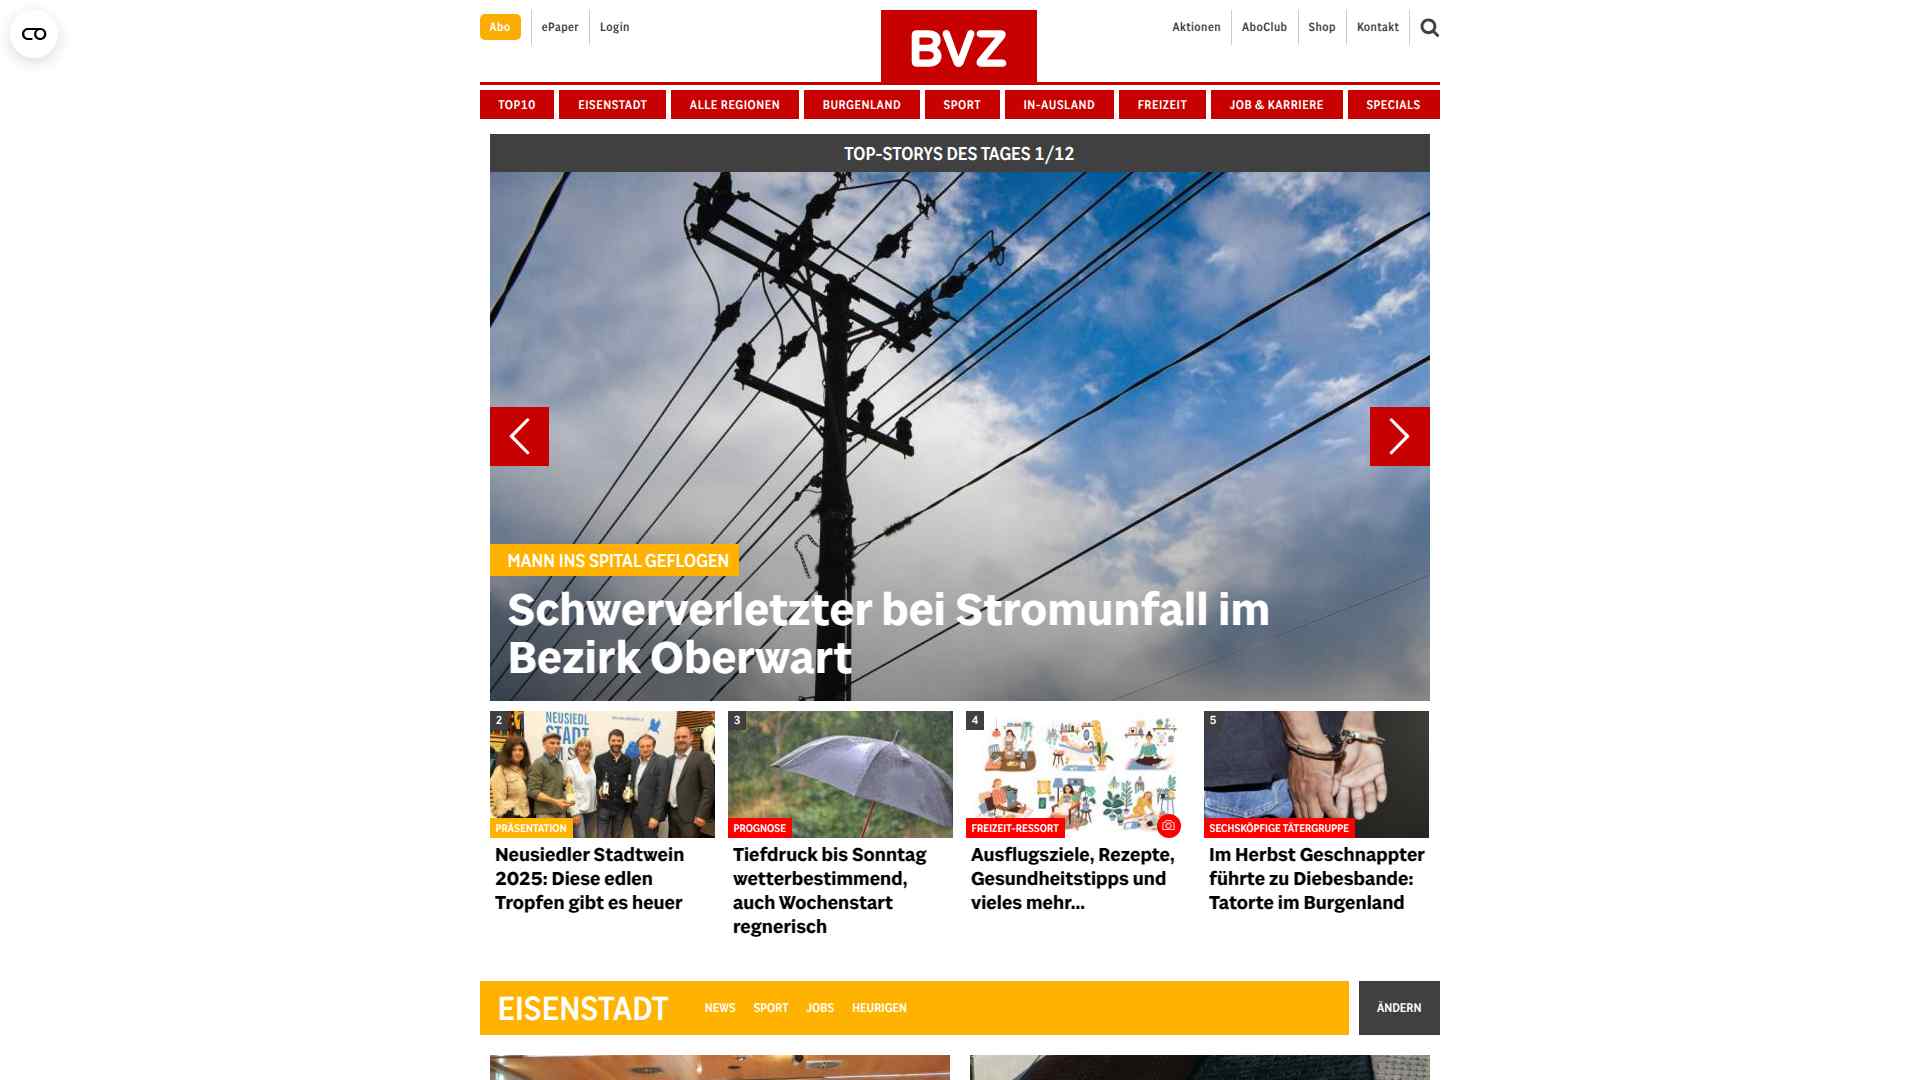 Abo
ePaper
Login
BVZ
Aktionen
AboClub
Shop
Kontakt
TOP10
EISENSTADT
ALLE REGIONEN
BURGENLAND
SPORT
IN-AUSLAND
FREIZEIT
JOB & KARRIERE
SPECIALS
TOP-STORYS DES TAGES 1/12
MANN INS SPITAL GEFLOGEN
Schwerverletzter bei Stromunfall im
Bezirk Oberwart
2
NEUSIEDL
STADT
PRÄSENTATION
Neusiedler Stadtwein
2025: Diese edlen
Tropfen gibt es heuer
3
PROGNOSE
Tiefdruck bis Sonntag
wetterbestimmend,
auch Wochenstart
regnerisch
4
FREIZEIT-RESSORT
Ausflugsziele, Rezepte,
Gesundheitstipps und
vieles mehr...
5
SECHSKÖPFIGE TÄTERGRUPPE
Im Herbst Geschnappter
führte zu Diebesbande:
Tatorte im Burgenland
EISENSTADT
NEWS
SPORT
JOBS
HEURIGEN
ÄNDERN